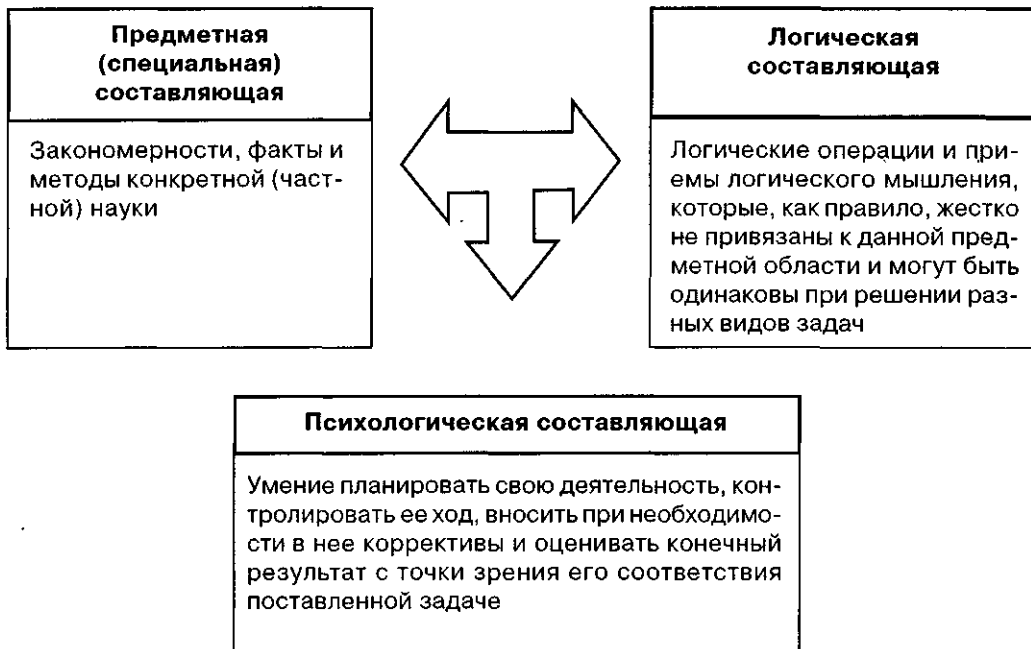 Предметная
(специальная)
составляющая
Закономерности, факты и
методы конкретной (част-
ной) науки
Логическая
составляющая
Логические операции и при-
емы логического мышления,
которые, как правило, жестко
не привязаны к данной пред-
метной области и могут быть
одинаковы при решении раз-
ных видов задач
Психологическая составляющая
Умение планировать свою деятельность, кон-
тролировать ее ход, вносить при необходимо-
сти в нее коррективы и оценивать конечный
результат с точки зрения его соответствия
поставленной задаче